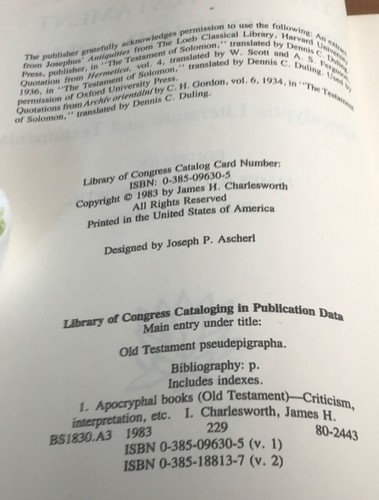 The publisher gratefully acknowledges permission to use the following: An extract
from Josephus' Antiquities from The Loeb Classical Library, Harvard University
Press, publisher, in "The Testament of Solomon," translated by Dennis C. Duling.
Quotation from Hermetica, vol. 4, translated by W. Scott and A. S. Ferguson,
1936, in "The Testament of Solomon," translated by Dennis C. Duling. Used by
permission of Oxford University Press.
Quotations from Archiv orientální by C. H. Gordon, vol. 6, 1934, in "The Testament
of Solomon," translated by Dennis C. Duling.
Library of Congress Catalog Card Number:
ISBN: 0-385-09630-5
Copyright © 1983 by James H. Charlesworth
All Rights Reserved
Printed in the United States of America
Designed by Joseph P. Ascherl
Library of Congress Cataloging in Publication Data
Main entry under title:
Old Testament pseudepigrapha.
Bibliography: p.
Includes indexes.
1. Apocryphal books (Old Testament)—Criticism,
interpretation, etc. I. Charlesworth, James H.
BS1830.A3 1983 229 80-2443
ISBN 0-385-09630-5 (v. 1)
ISBN 0-385-18813-7 (v. 2)